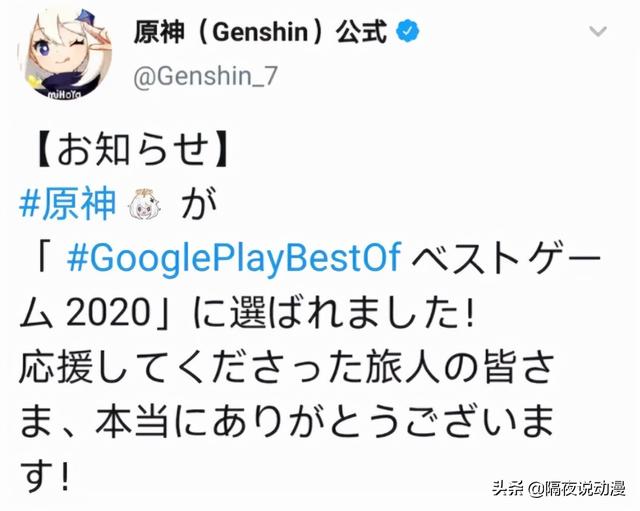 原神（Genshin）公式
@Genshin_7
miHoYo
【お知らせ】
#原神 が
「 #GooglePlayBestOf ベストゲー
ム 2020」に選ばれました!
応援してくださった旅人の皆さ
ま、本当にありがとうございま
す!
头条 @隔夜说动漫